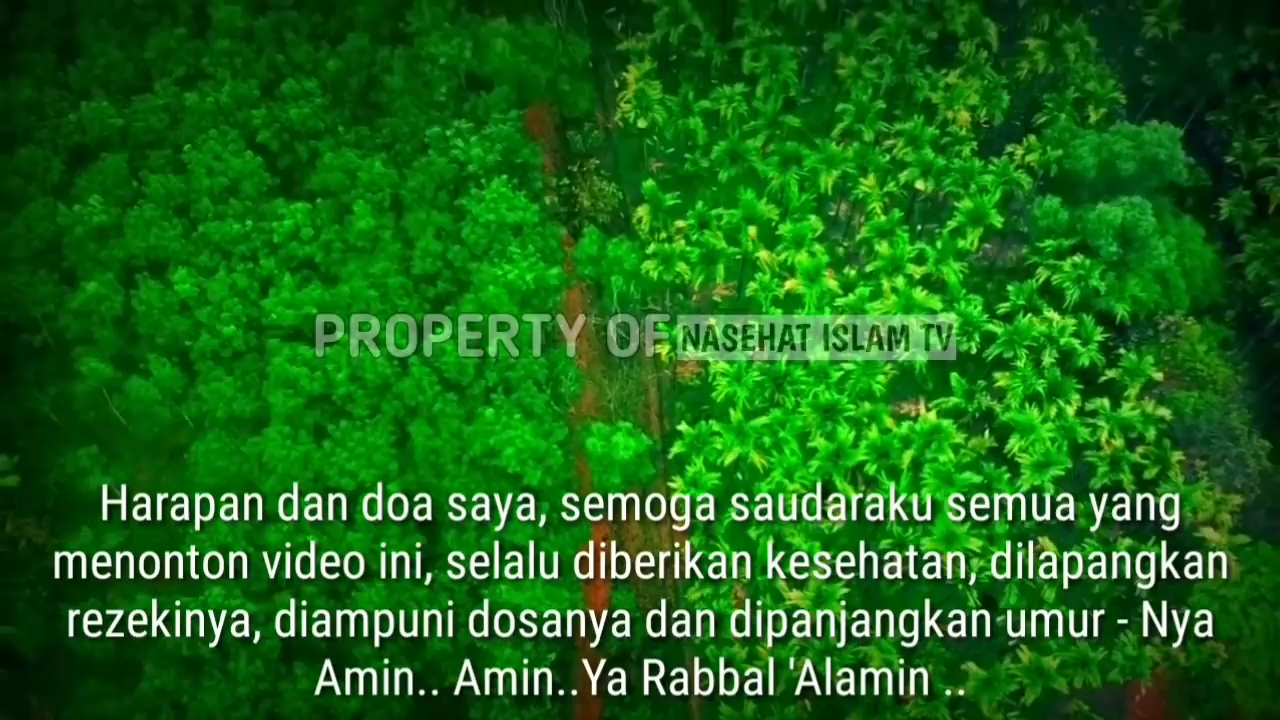 PROPERTY OF NASEHAT ISLAM TV
Harapan dan doa saya, semoga saudaraku semua yang
menonton video ini, selalu diberikan kesehatan, dilapangkan
rezekinya, diampuni dosanya dan dipanjangkan umur - Nya
Amin.. Amin..Ya Rabbal 'Alamin ..